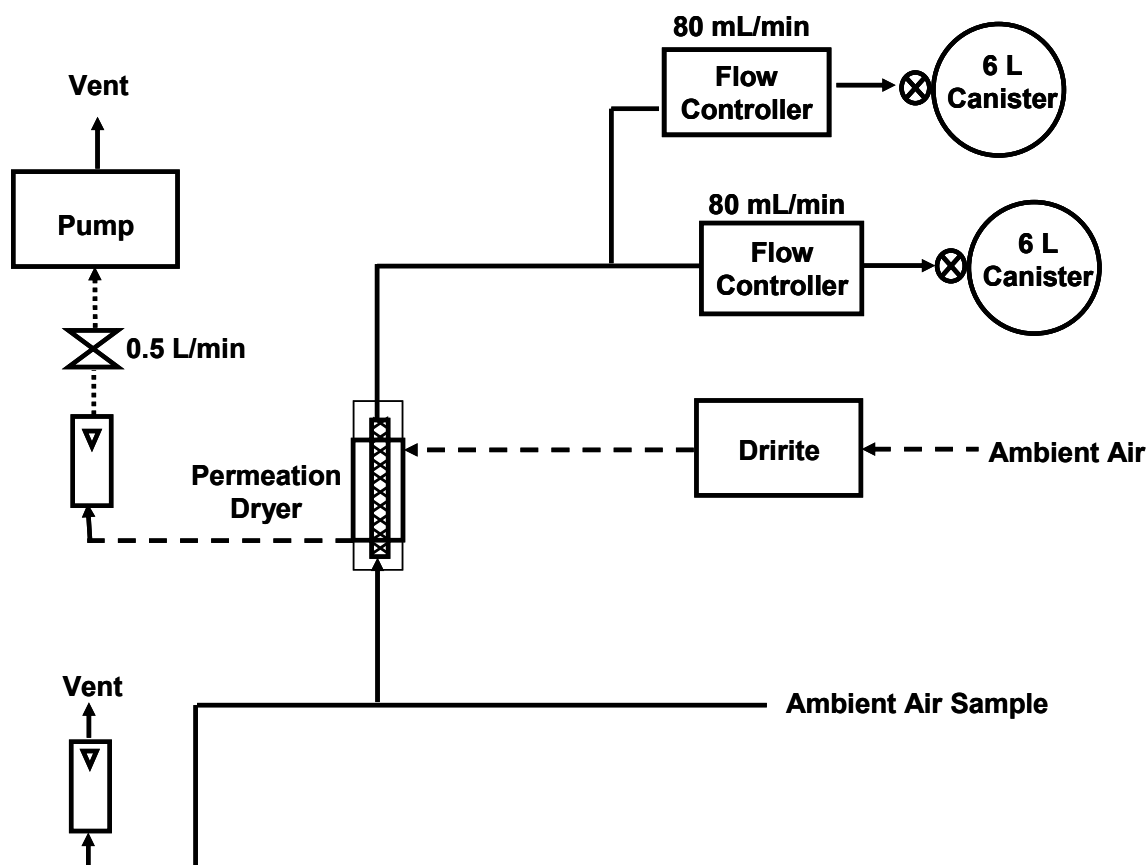 80 mL/min
Flow
Controller
6 L
Canister
Vent
Pump
80 mL/min
Flow
Controller
6 L
Canister
0.5 L/min
Permeation
Dryer
Dririte
Ambient Air
Vent
Ambient Air Sample